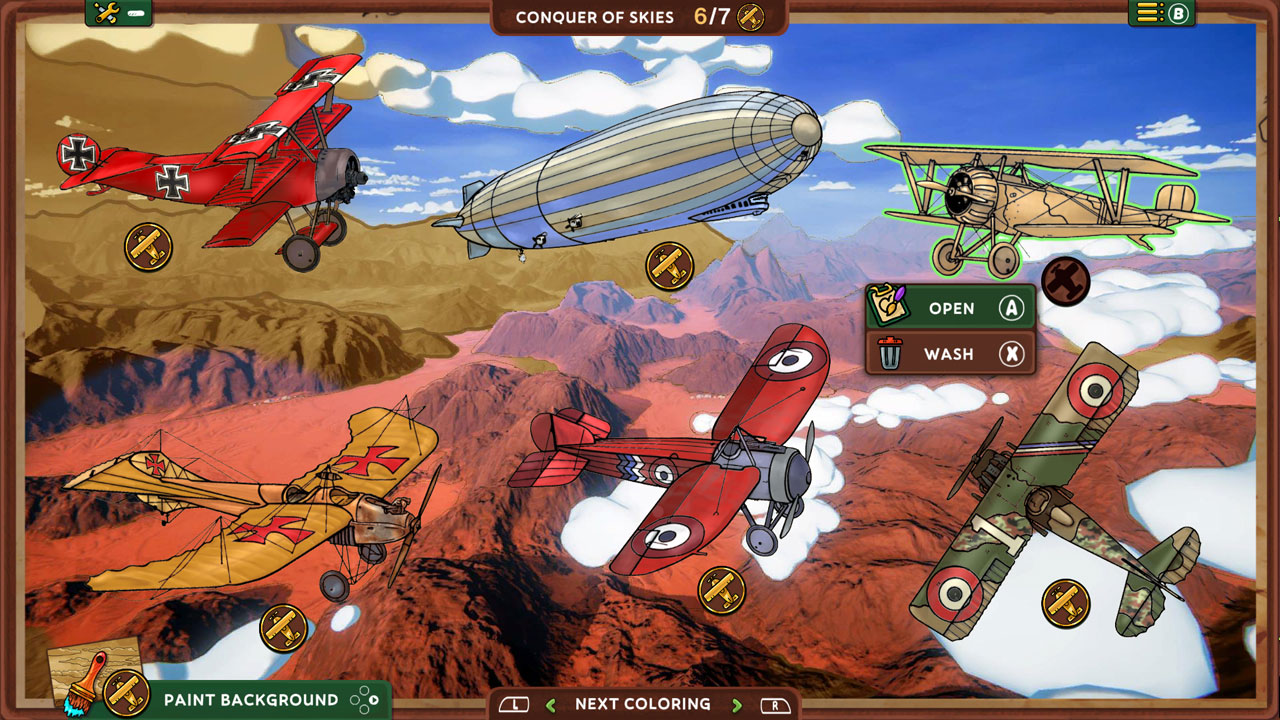 CONQUER OF SKIES 6/7
B
OPEN A
WASH X
PAINT BACKGROUND
L NEXT COLORING R